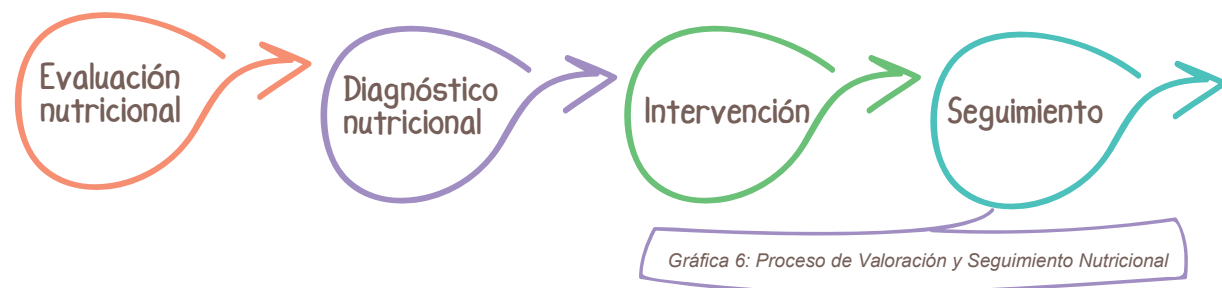 Evaluación
nutricional
Diagnóstico
nutricional
Intervención
Seguimiento
Gráfica 6: Proceso de Valoración y Seguimiento Nutricional